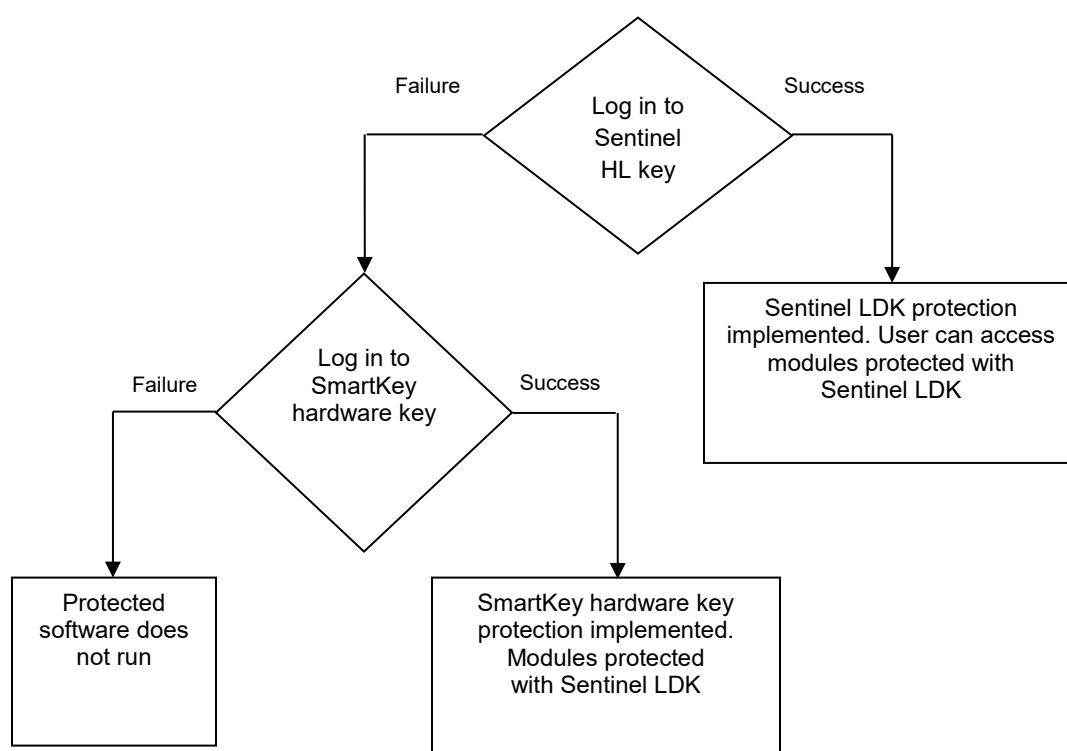 Failure
Success
Log in to
Sentinel
HL key
Sentinel LDK protection
implemented. User can access
modules protected with
Sentinel LDK
Failure
Success
Log in to
SmartKey
hardware key
Protected
software does
not run
SmartKey hardware key
protection implemented.
Modules protected
with Sentinel LDK